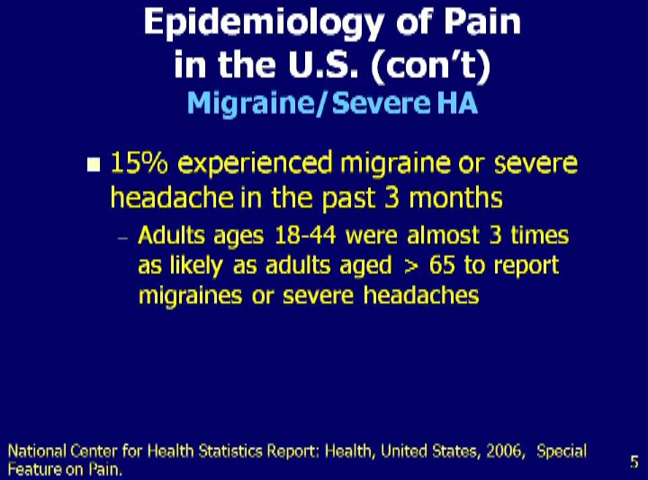 Epidemiology of Pain
in the U.S. (con't)
Migraine/Severe HA
■ 15% experienced migraine or severe
headache in the past 3 months
– Adults ages 18-44 were almost 3 times
as likely as adults aged > 65 to report
migraines or severe headaches
National Center for Health Statistics Report: Health, United States, 2006, Special
Feature on Pain.
5